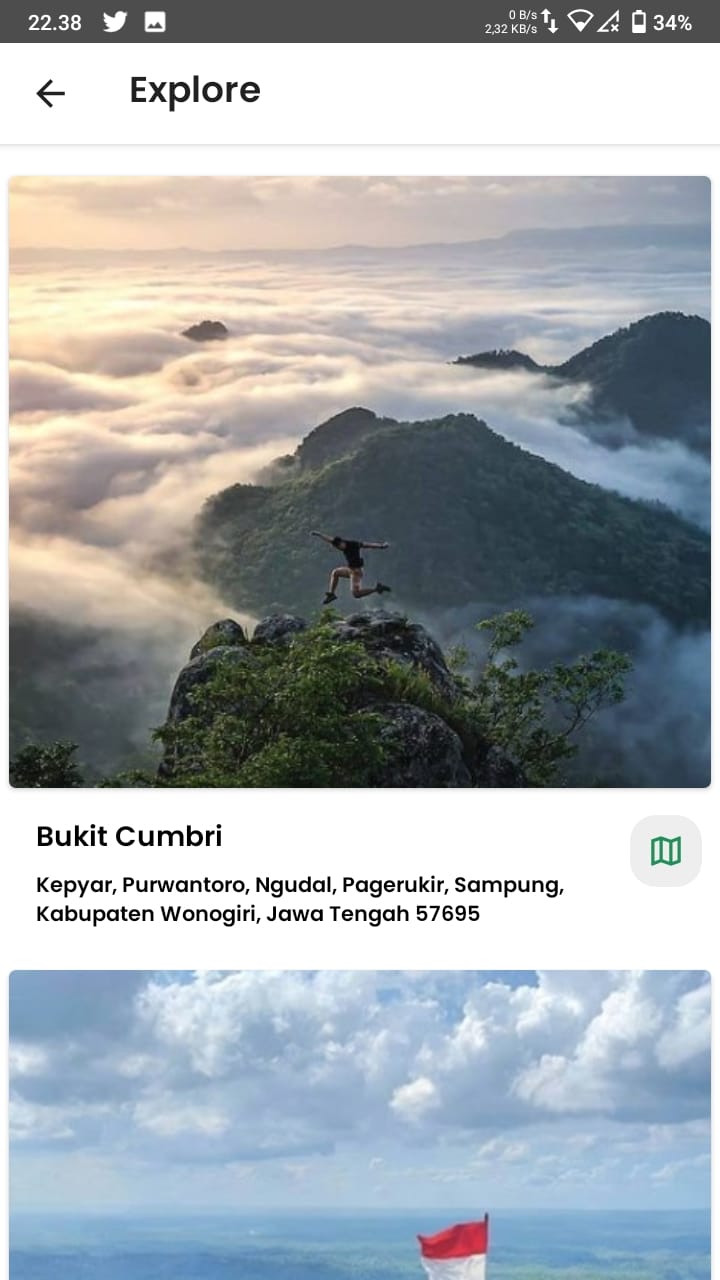 22.38
0 B/s
2,32 KB/s
34%
Explore
Bukit Cumbri
Kepyar, Purwantoro, Ngudal, Pagerukir, Sampung,
Kabupaten Wonogiri, Jawa Tengah 57695